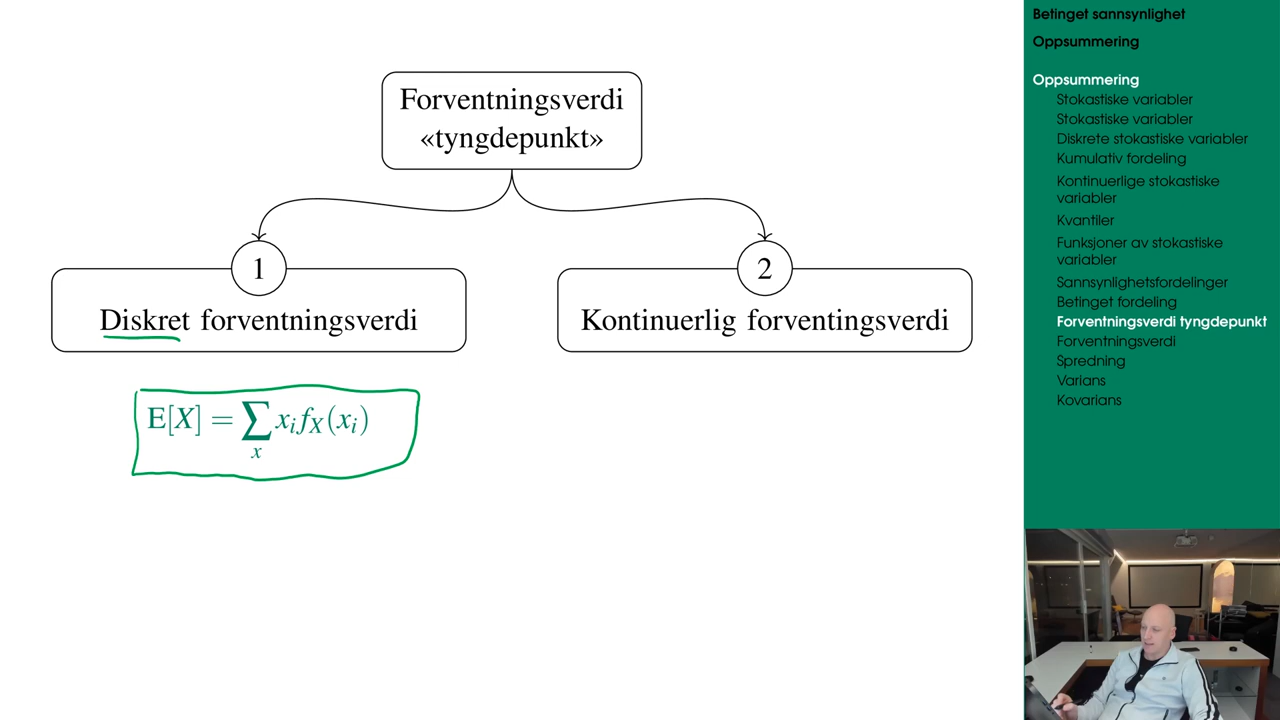 Forventningsverdi
«tyngdepunkt»
1
Diskret forventningsverdi
2
Kontinuerlig forventingsverdi
E[X] = ∑ x_i f_X(x_i)
x
Betinget sannsynlighet
Oppsummering
Oppsummering
Stokastiske variabler
Stokastiske variabler
Diskrete stokastiske variabler
Kumulativ fordeling
Kontinuerlige stokastiske
variabler
Kvantiler
Funksjoner av stokastiske
variabler
Sannsynlighetsfordelinger
Betinget fordeling
Forventningsverdi tyngdepunkt
Forventningsverdi
Spredning
Varians
Kovarians